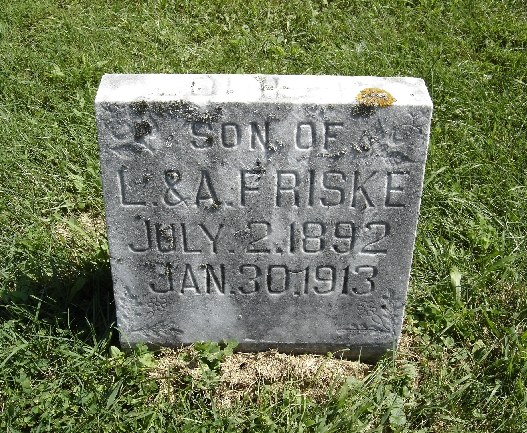 SON OF
L. & A. FRISKE
JULY. 2. 1892
JAN. 30. 1913